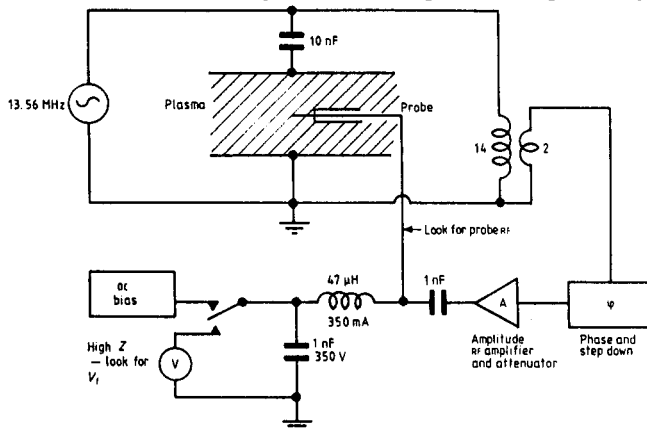 10 nF
13.56 MHz
Plasma
Probe
14
2
Look for probe RF
DC
bias
47 μH
350 mA
1 nF
A
φ
High Z
— look for
Vf
V
1 nF
350 V
Amplitude
RF amplifier
and attenuator
Phase and
step down